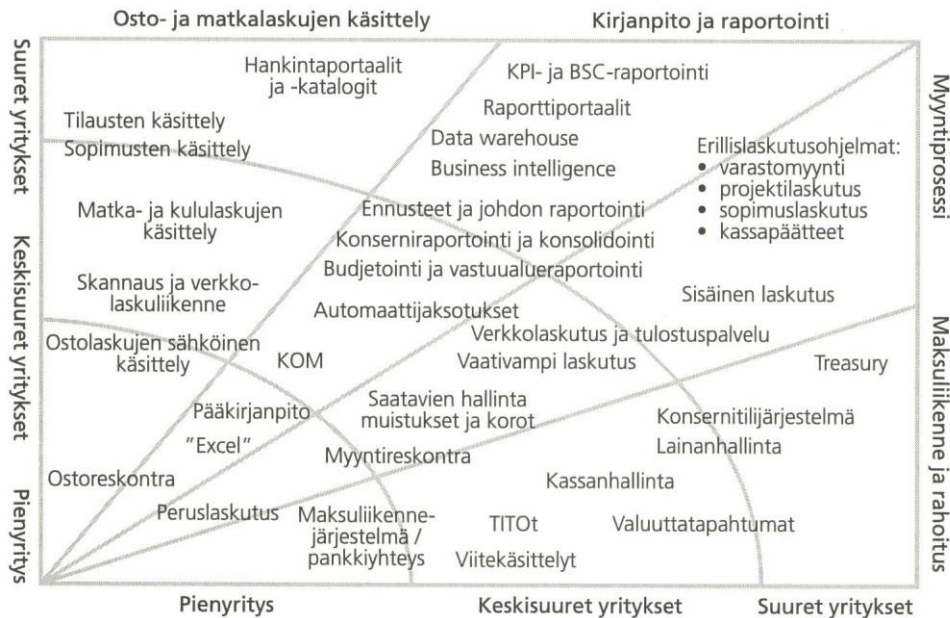 Osto- ja matkalaskujen käsittely
Kirjanpito ja raportointi
Suuret yritykset
Keskisuuret yritykset
Pienyritys
Hankintaportaalit
ja -katalogit
Tilausten käsittely
Sopimusten käsittely
Matka- ja kululaskujen
käsittely
Skannaus ja verkko-
laskuliikenne
Ostolaskujen sähköinen
käsittely
Ostoreskontra
KPI- ja BSC-raportointi
Raporttiportaalit
Data warehouse
Business intelligence
Ennusteet ja johdon raportointi
Konserniraportointi ja konsolidointi
Budjetointi ja vastuualueraportointi
Automaattijaksotukset
KOM
Pääkirjanpito
"Excel"
Erillislaskutusohjelmat:
• varastomyynti
• projektilaskutus
• sopimuslaskutus
• kassapäätteet
Sisäinen laskutus
Verkkolaskutus ja tulostuspalvelu
Vaativampi laskutus
Saatavien hallinta
muistukset ja korot
Myyntireskontra
Peruslaskutus
Treasury
Konsernitilijärjestelmä
Lainanhallinta
Kassanhallinta
Maksuliikenne-
järjestelmä /
pankkiyhteys
TITOt
Valuuttatapahtumat
Viitekäsittelyt
Myyntiprosessi
Maksuliikenne ja rahoitus
Pienyritys
Keskisuuret yritykset
Suuret yritykset